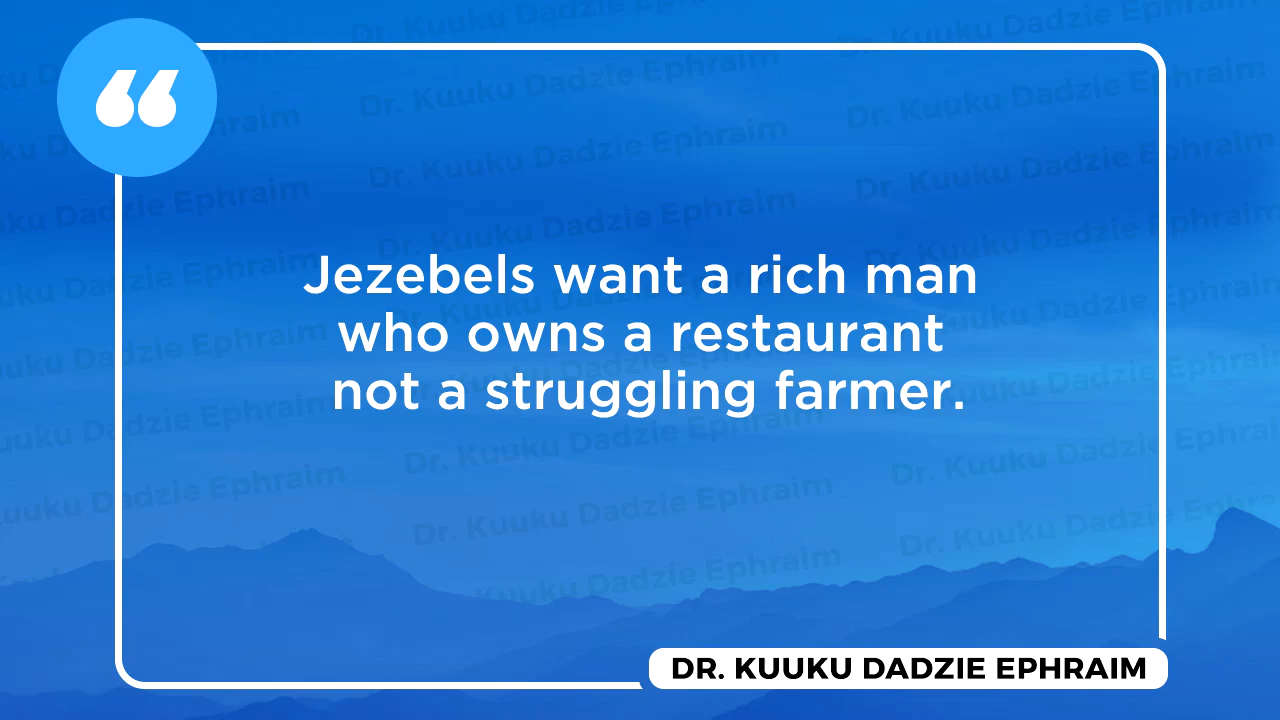 “
Jezebels want a rich man
who owns a restaurant
not a struggling farmer.
DR. KUUKU DADZIE EPHRAIM
Dr. Kuuku Dadzie Ephraim